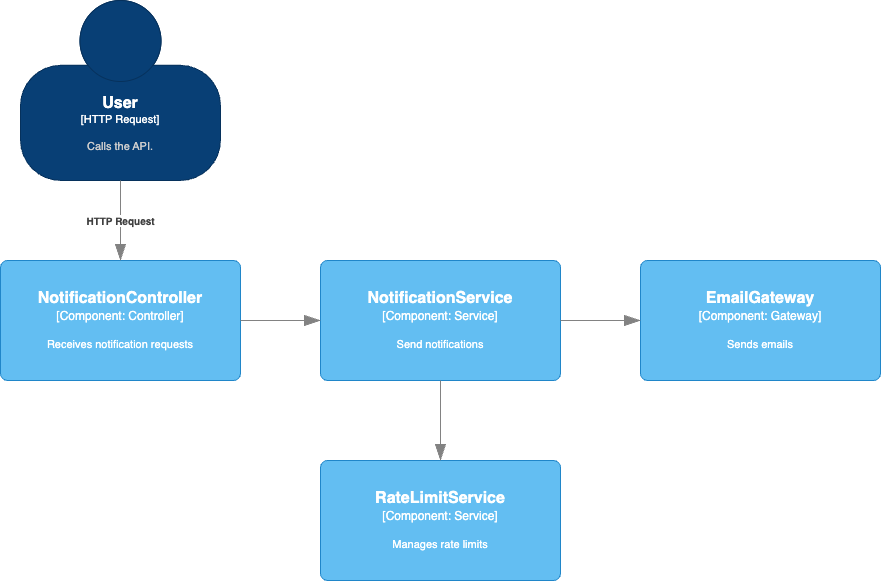 User
[HTTP Request]
Calls the API.
HTTP Request
NotificationController
[Component: Controller]
Receives notification requests
NotificationService
[Component: Service]
Send notifications
EmailGateway
[Component: Gateway]
Sends emails
RateLimitService
[Component: Service]
Manages rate limits